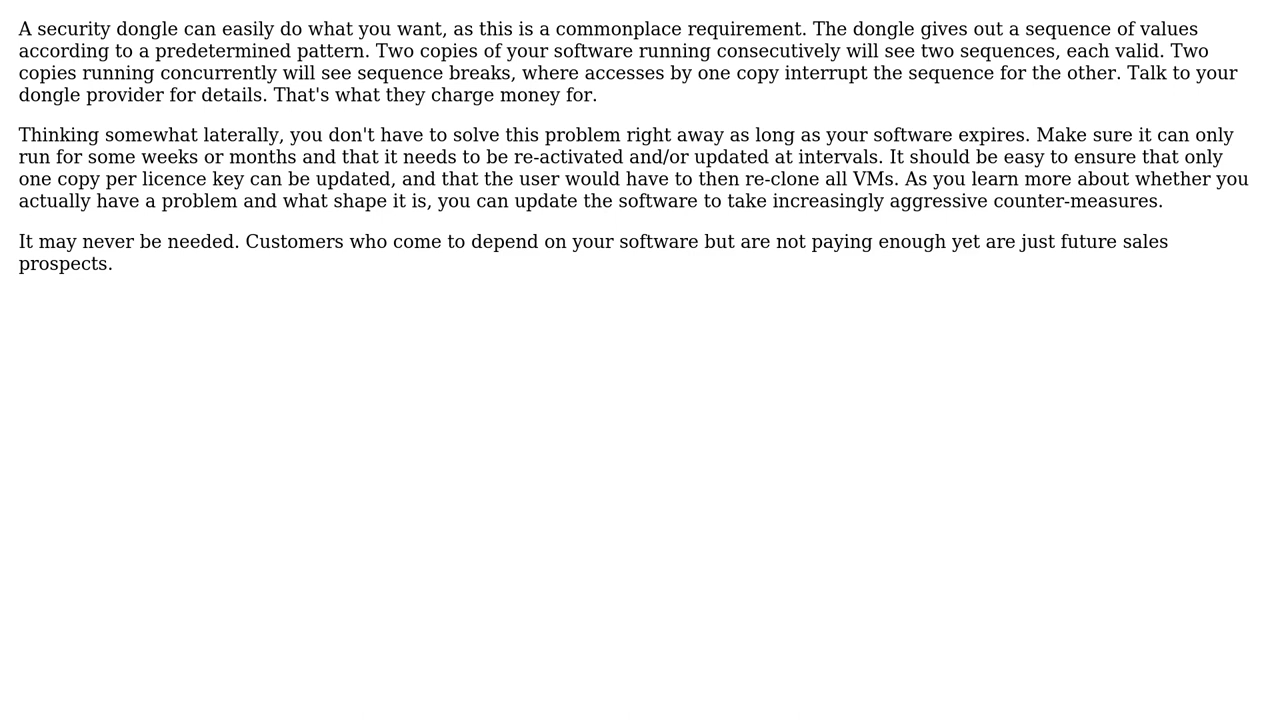 A security dongle can easily do what you want, as this is a commonplace requirement. The dongle gives out a sequence of values
according to a predetermined pattern. Two copies of your software running consecutively will see two sequences, each valid. Two
copies running concurrently will see sequence breaks, where accesses by one copy interrupt the sequence for the other. Talk to your
dongle provider for details. That's what they charge money for.
Thinking somewhat laterally, you don't have to solve this problem right away as long as your software expires. Make sure it can only
run for some weeks or months and that it needs to be re-activated and/or updated at intervals. It should be easy to ensure that only
one copy per licence key can be updated, and that the user would have to then re-clone all VMs. As you learn more about whether you
actually have a problem and what shape it is, you can update the software to take increasingly aggressive counter-measures.
It may never be needed. Customers who come to depend on your software but are not paying enough yet are just future sales
prospects.